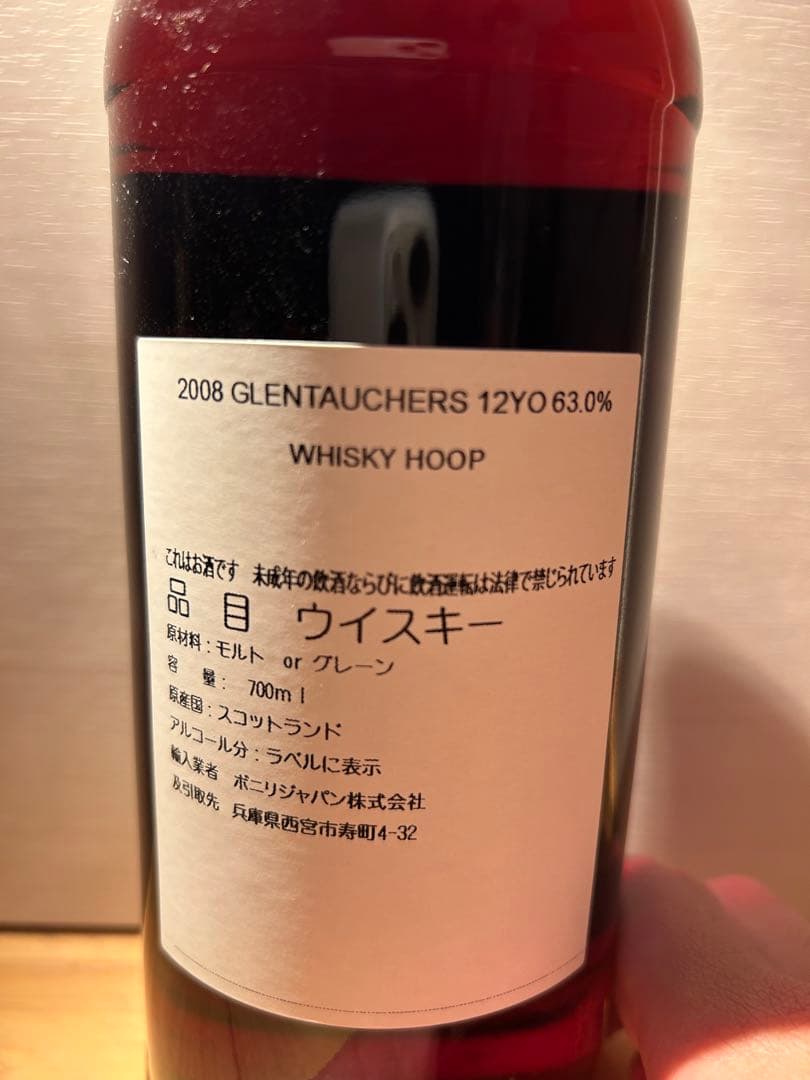 2008 GLENTAUCHERS 12YO 63.0%
WHISKY HOOP
これはお酒です　未成年の飲酒ならびに飲酒運転は法律で禁じられています
品　目　ウイスキー
原材料：モルト　or グレーン
容　量：　700ml
原産国：スコットランド
アルコール分：ラベルに表示
輸入業者　ボニリジャパン株式会社
及引取先　兵庫県西宮市寿町4-32